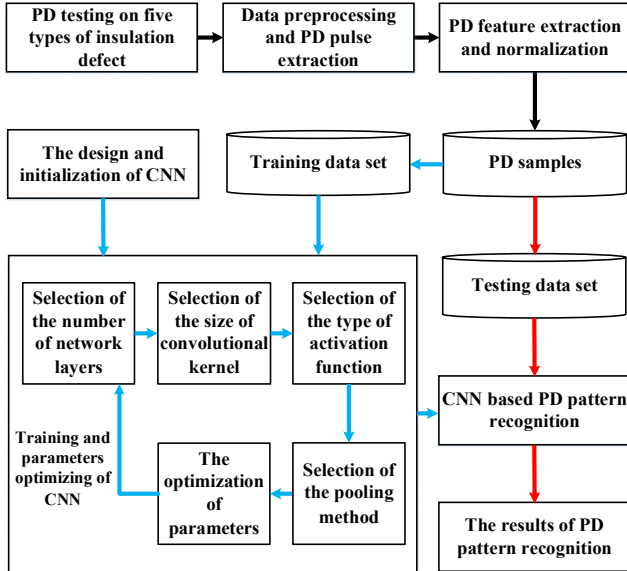 PD testing on five
types of insulation
defect
Data preprocessing
and PD pulse
extraction
PD feature extraction
and normalization
The design and
initialization of CNN
Training data set
PD samples
Testing data set
Selection of
the number
of network
layers
Selection of
the size of
convolutional
kernel
Selection of
the type of
activation
function
CNN based PD pattern
recognition
Training and
parameters
optimizing of
CNN
The
optimization
of
parameters
Selection of
the pooling
method
The results of PD
pattern recognition